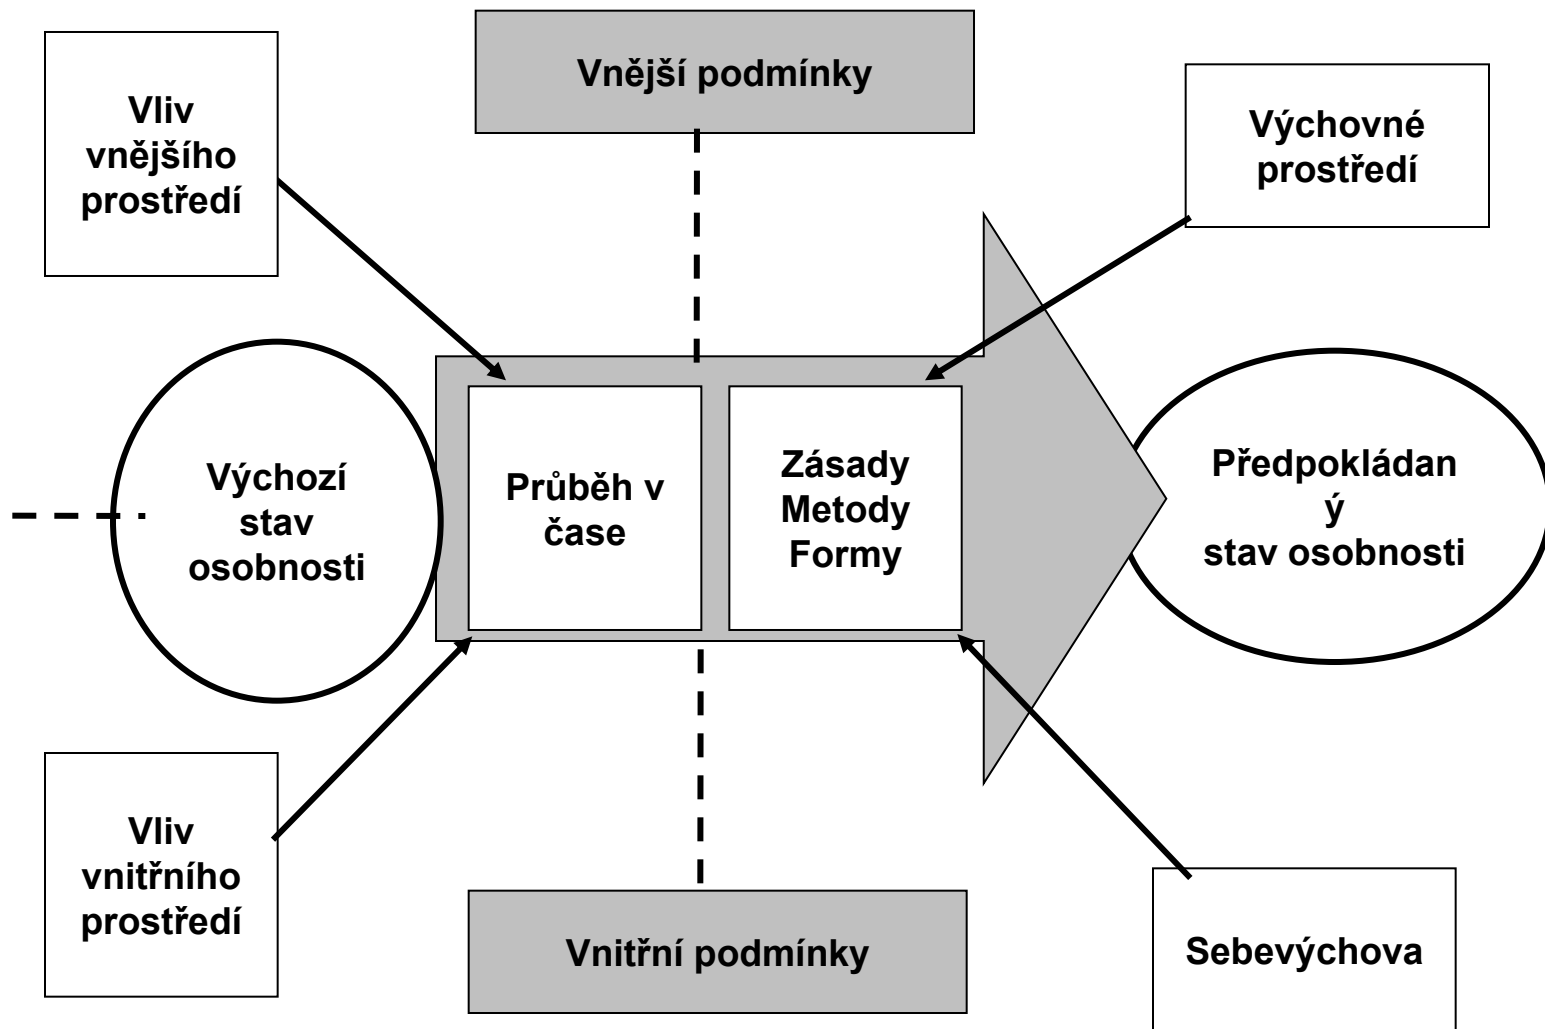 Vnější podmínky
Vliv
vnějšího
prostředí
Výchovné
prostředí
Výchozí
stav
osobnosti
Průběh v
čase
Zásady
Metody
Formy
Předpokládan
ý
stav osobnosti
Vliv
vnitřního
prostředí
Vnitřní podmínky
Sebevýchova